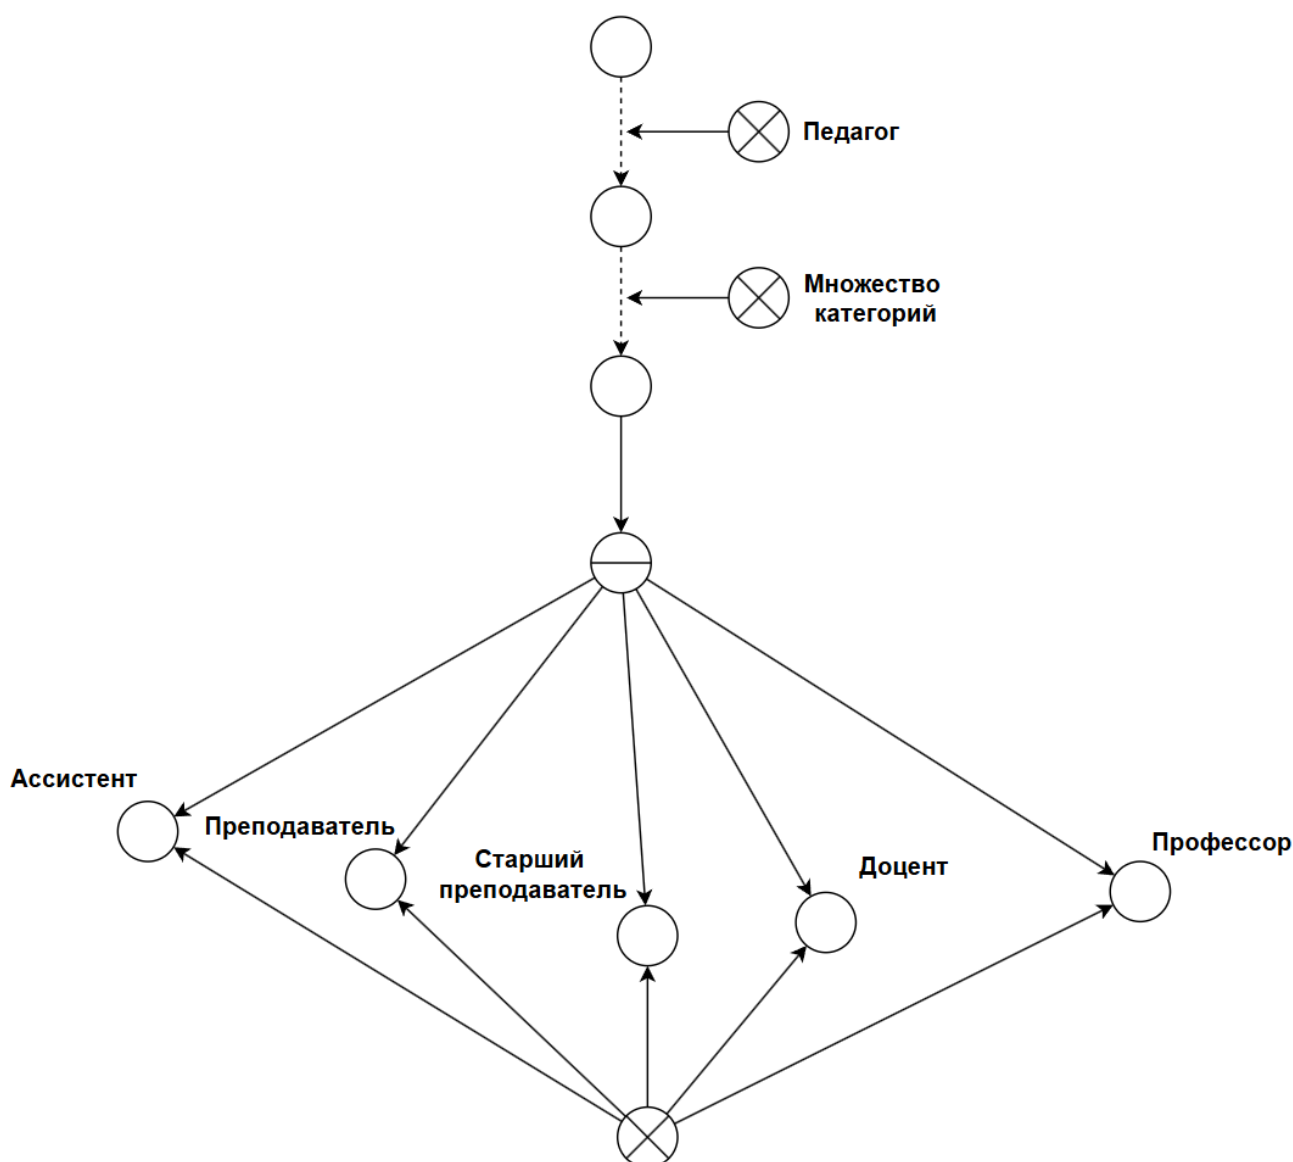 Педагог
Множество
категорий
Ассистент
Преподаватель
Старший
преподаватель
Доцент
Профессор